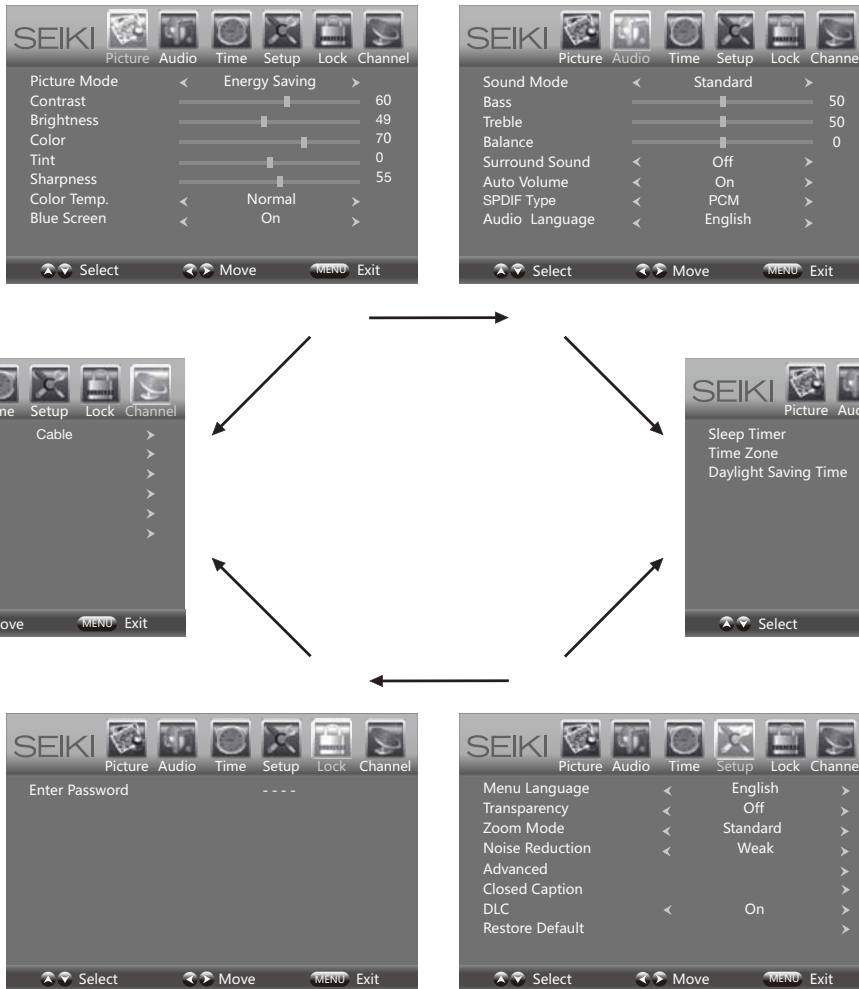 SEIKI
Picture Audio Time Setup Lock Channel
Picture Mode Energy Saving
Contrast 60
Brightness 49
Color 70
Tint 0
Sharpness 55
Color Temp. Normal
Blue Screen On
Select Move MENU Exit
SEIKI
Picture Audio Time Setup Lock Channe
Sound Mode Standard
Bass 50
Treble 50
Balance 0
Surround Sound Off
Auto Volume On
SPDIF Type PCM
Audio Language English
Select Move MENU Exit
me Setup Lock Channel
Cable
ove MENU Exit
SEIKI
Picture Aud
Sleep Timer
Time Zone
Daylight Saving Time
Select
SEIKI
Picture Audio Time Setup Lock Channel
Enter Password - - - -
Select Move MENU Exit
SEIKI
Picture Audio Time Setup Lock Channe
Menu Language English
Transparency Off
Zoom Mode Standard
Noise Reduction Weak
Advanced
Closed Caption
DLC On
Restore Default
Select Move MENU Exit